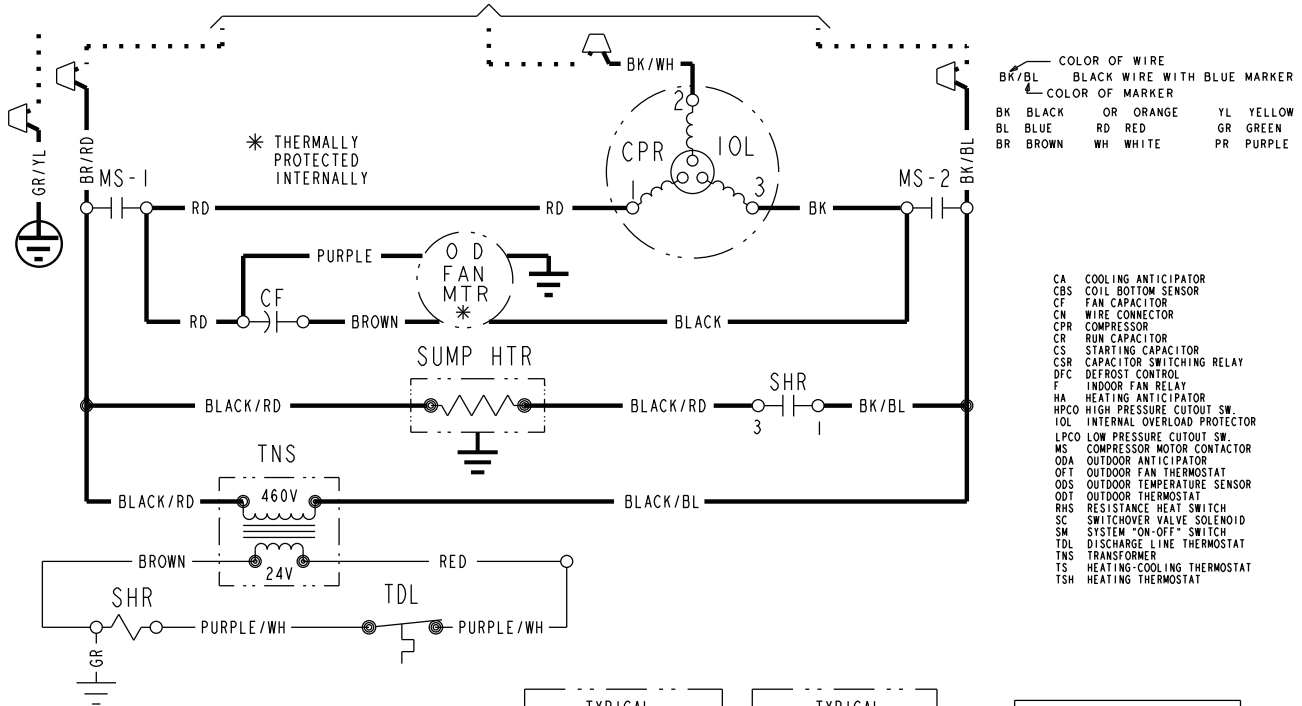 COLOR OF WIRE
BK/BL BLACK WIRE WITH BLUE MARKER
COLOR OF MARKER
BK BLACK OR ORANGE YL YELLOW
BL BLUE RD RED GR GREEN
BR BROWN WH WHITE PR PURPLE
BK/WH
2
GR/YL
BR/RD
* THERMALLY
PROTECTED
INTERNALLY
CPR IOL
BK/BL
MS-1
1
3
MS-2
RD
RD
BK
PURPLE
O D
FAN
MTR
*
CF
RD
BROWN
BLACK
SUMP HTR
SHR
BLACK/RD
BLACK/RD
3
1
BK/BL
TNS
BLACK/RD
460V
BLACK/BL
BROWN
24V
RED
SHR
TDL
PURPLE/WH
PURPLE/WH
GR
CA COOLING ANTICIPATOR
CBS COIL BOTTOM SENSOR
CF FAN CAPACITOR
CN WIRE CONNECTOR
CPR COMPRESSOR
CR RUN CAPACITOR
CS STARTING CAPACITOR
CSR CAPACITOR SWITCHING RELAY
DFC DEFROST CONTROL
F INDOOR FAN RELAY
HA HEATING ANTICIPATOR
HPCO HIGH PRESSURE CUTOUT SW.
IOL INTERNAL OVERLOAD PROTECTOR
LPCO LOW PRESSURE CUTOUT SW.
MS COMPRESSOR MOTOR CONTACTOR
ODA OUTDOOR ANTICIPATOR
OFT OUTDOOR FAN THERMOSTAT
ODS OUTDOOR TEMPERATURE SENSOR
ODT OUTDOOR THERMOSTAT
RHS RESISTANCE HEAT SWITCH
SC SWITCHOVER VALVE SOLENOID
SM SYSTEM "ON-OFF" SWITCH
TDL DISCHARGE LINE THERMOSTAT
TNS TRANSFORMER
TS HEATING-COOLING THERMOSTAT
TSH HEATING THERMOSTAT
TYPICAL
TYPICAL